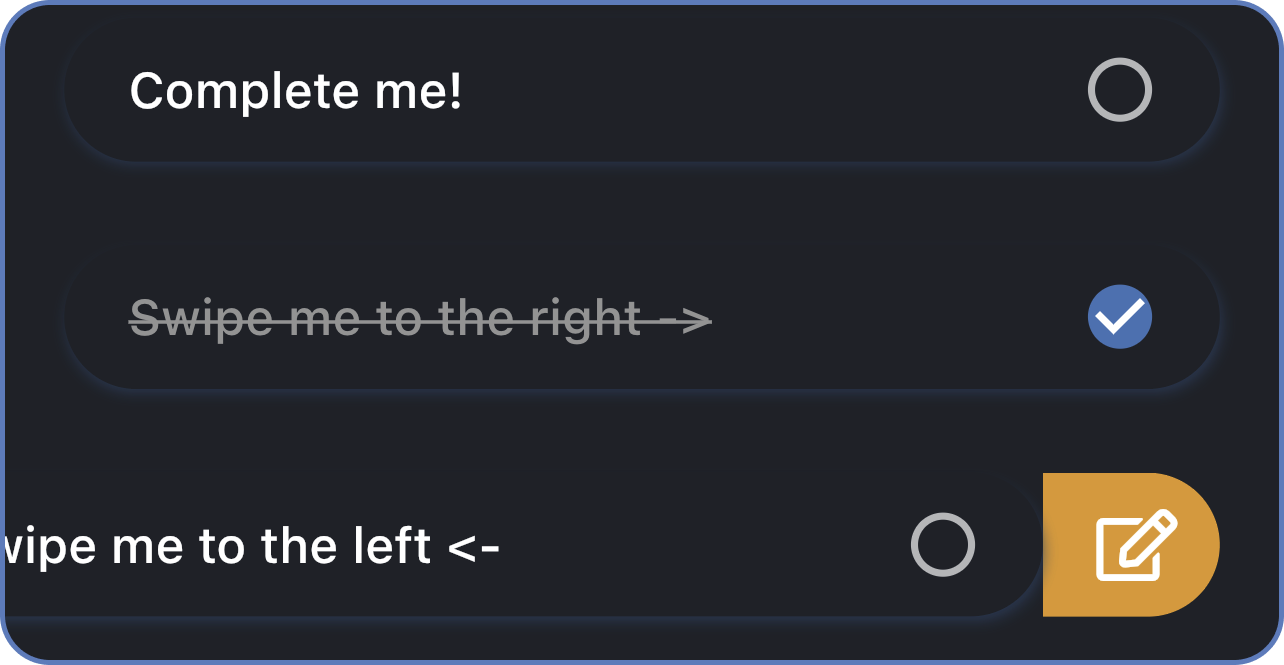 Complete me!
Swipe me to the right ->
wipe me to the left <-